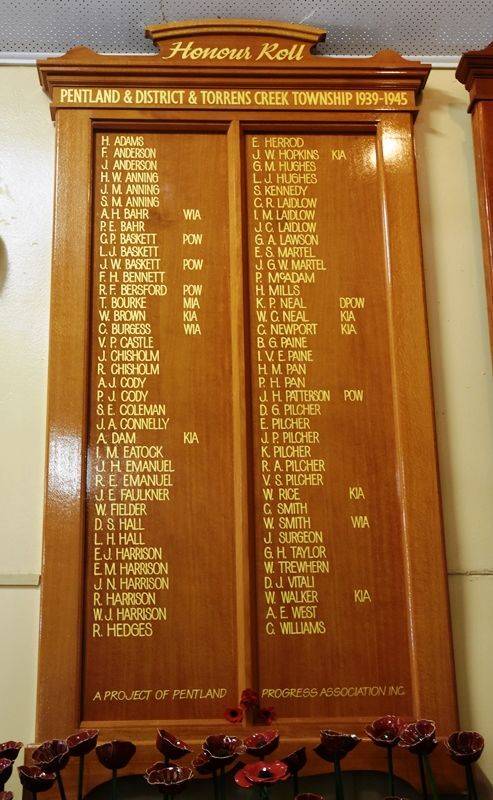 Honour Roll
PENTLAND & DISTRICT & TORRENS CREEK TOWNSHIP 1939-1945
H. ADAMS
F. ANDERSON
J. ANDERSON
H. W. ANNING
J. M. ANNING
S. M. ANNING
A. H. BAHR WIA
P. E. BAHR
G. P. BASKETT POW
L. J. BASKETT
J. W. BASKETT POW
F. H. BENNETT
R. F. BERSFORD POW
T. BOURKE MIA
W. BROWN KIA
C. BURGESS WIA
V. P. CASTLE
J. CHISHOLM
R. CHISHOLM
A. J. CODY
P. J. CODY
S. E. COLEMAN
J. A. CONNELLY
A. DAM KIA
I. M. EATOCK
J. H. EMANUEL
R. E. EMANUEL
J. E. FAULKNER
W. FIELDER
D. S. HALL
L. H. HALL
E. J. HARRISON
E. M. HARRISON
J. N. HARRISON
R. HARRISON
W. J. HARRISON
R. HEDGES
E. HERROD
J. W. HOPKINS KIA
G. M. HUGHES
L. J. HUGHES
S. KENNEDY
C. R. LAIDLOW
I. M. LAIDLOW
J. C. LAIDLOW
G. A. LAWSON
E. S. MARTEL
J. G. W. MARTEL
P. McADAM
H. MILLS
K. P. NEAL DPOW
W. C. NEAL KIA
C. NEWPORT KIA
B. G. PAINE
I. V. E. PAINE
H. M. PAN
P. H. PAN
J. H. PATTERSON POW
D. G. PILCHER
E. PILCHER
J. P. PILCHER
K. PILCHER
R. A. PILCHER
V. S. PILCHER
W. RICE KIA
C. SMITH
W. SMITH WIA
J. SURGEON
G. H. TAYLOR
W. TREWHERN
D. J. VITALI
W. WALKER KIA
A. E. WEST
C. WILLIAMS
A PROJECT OF PENTLAND PROGRESS ASSOCIATION INC.